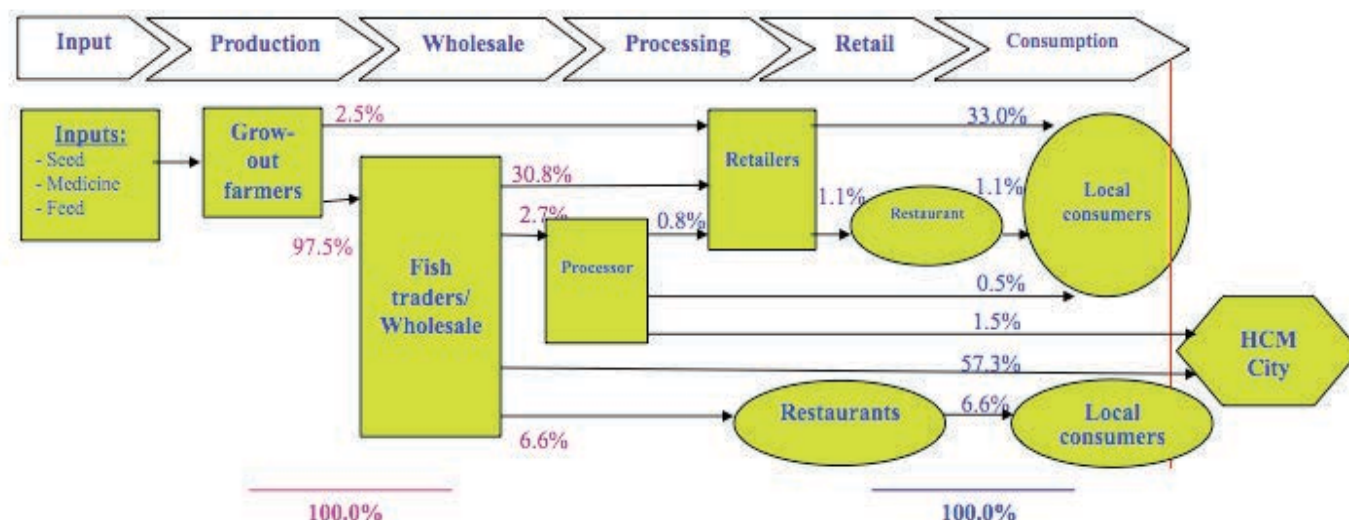 Input
Production
Wholesale
Processing
Retail
Consumption
Inputs:
- Seed
- Medicine
- Feed
Grow-
out
farmers
2.5%
97.5%
Fish
traders/
Wholesale
30.8%
2.7%
0.8%
Processor
Retailers
1.1%
Restaurant
33.0%
1.1%
Local
consumers
0.5%
1.5%
57.3%
HCM
City
6.6%
Restaurants
6.6%
Local
consumers
100.0%
100.0%